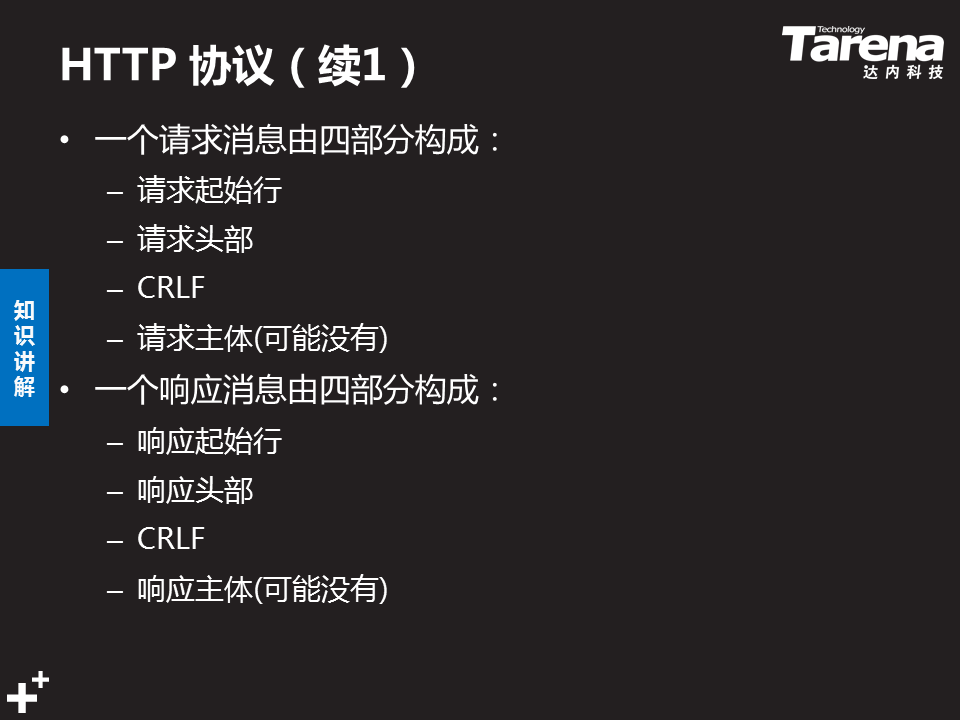 HTTP 协议（续1）
Technology
Tarena
达内科技
• 一个请求消息由四部分构成：
– 请求起始行
– 请求头部
– CRLF
– 请求主体(可能没有)
• 一个响应消息由四部分构成：
– 响应起始行
– 响应头部
– CRLF
– 响应主体(可能没有)
知识讲解